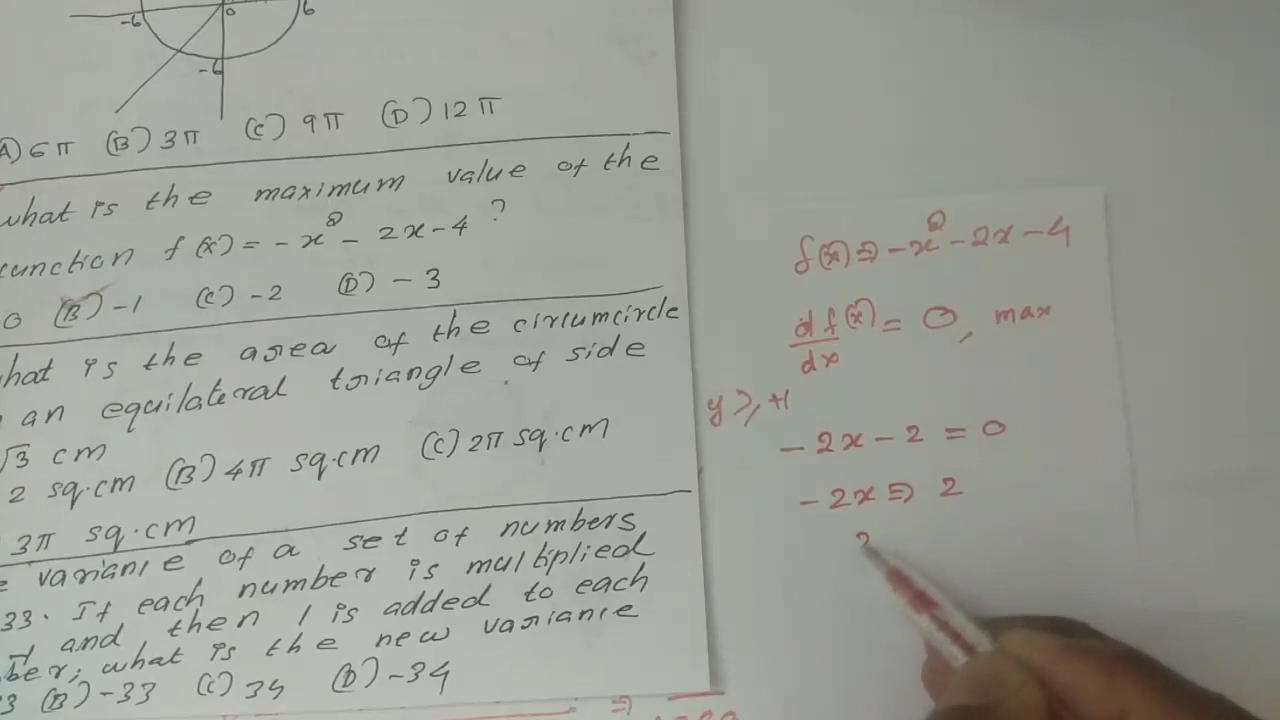 -6 0 6
-6
A) 6π (B) 3π (C) 9π (D) 12π
what is the maximum value of the
function f(x) = -x² - 2x - 4 ?
0 (B) -1 (C) -2 (D) -3
what is the area of the circumcircle
an equilateral triangle of side
√3 cm
2 sq.cm (B) 4π sq.cm (C) 2π sq.cm
3π sq.cm
variance of a set of numbers
33. If each number is multiplied
and then 1 is added to each
ber, what is the new variance
3 (B) -33 (C) 34 (D) -34
f(x) ⇒ -x² - 2x - 4
df(x)/dx = 0, max
y ≥, +1
-2x - 2 = 0
-2x ⇒ 2